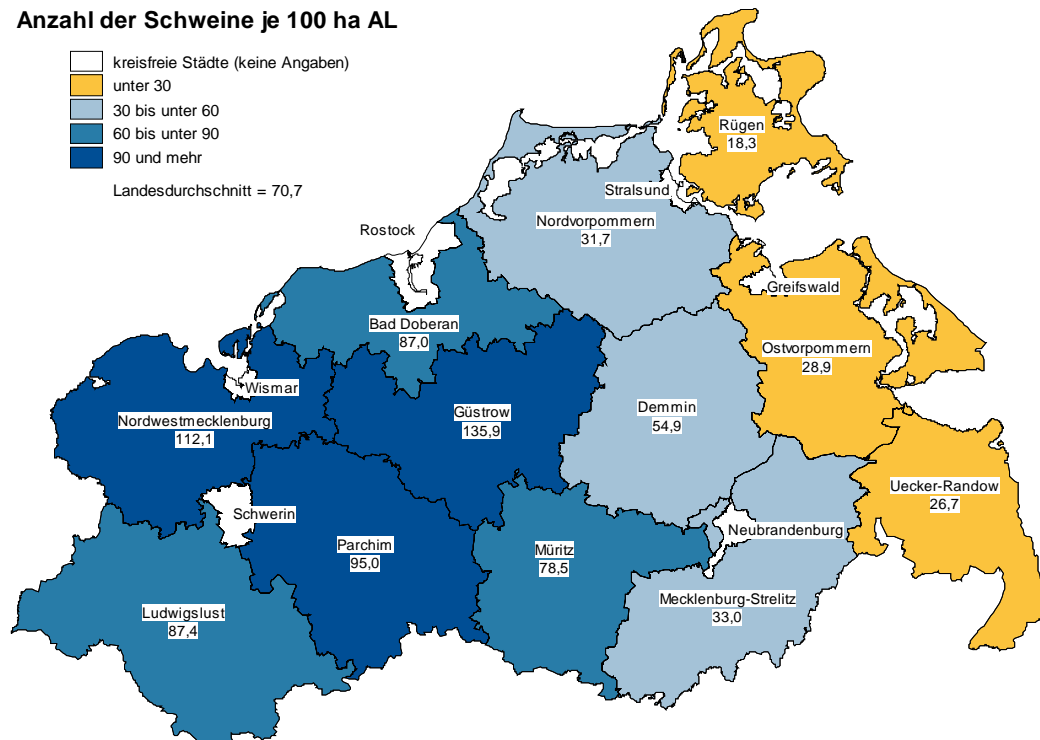 Anzahl der Schweine je 100 ha AL
kreisfreie Städte (keine Angaben)
unter 30
30 bis unter 60
60 bis unter 90
90 und mehr
Landesdurchschnitt = 70,7
Rügen
18,3
Stralsund
Nordvorpommern
31,7
Rostock
Greifswald
Bad Doberan
87,0
Ostvorpommern
28,9
Wismar
Nordwestmecklenburg
112,1
Güstrow
135,9
Demmin
54,9
Uecker-Randow
26,7
Schwerin
Neubrandenburg
Parchim
95,0
Müritz
78,5
Mecklenburg-Strelitz
33,0
Ludwigslust
87,4